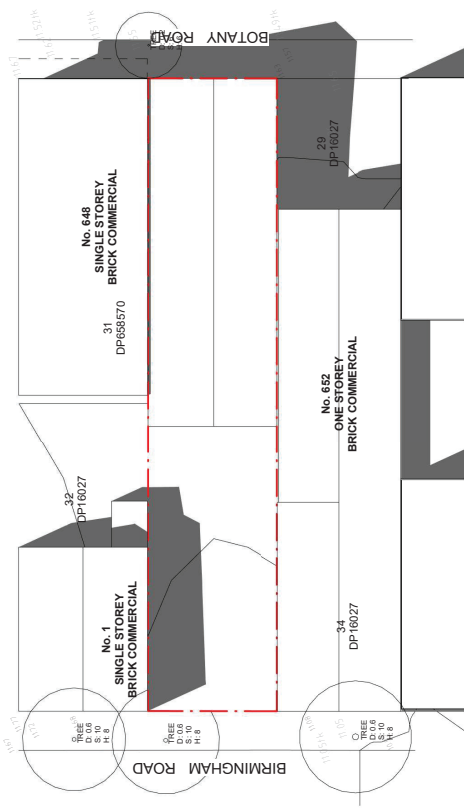 BOTANY ROAD
TREE
No. 648
SINGLE STOREY
BRICK COMMERCIAL
31
DP658570
29
DP16027
No. 652
ONE STOREY
BRICK COMMERCIAL
32
DP16027
No. 1
SINGLE STOREY
BRICK COMMERCIAL
34
DP16027
TREE
D: 0.6
S: 10
H: 8
TREE
D: 0.6
S: 10
H: 8
TREE
D: 0.6
S: 10
H: 8
BIRMINGHAM ROAD